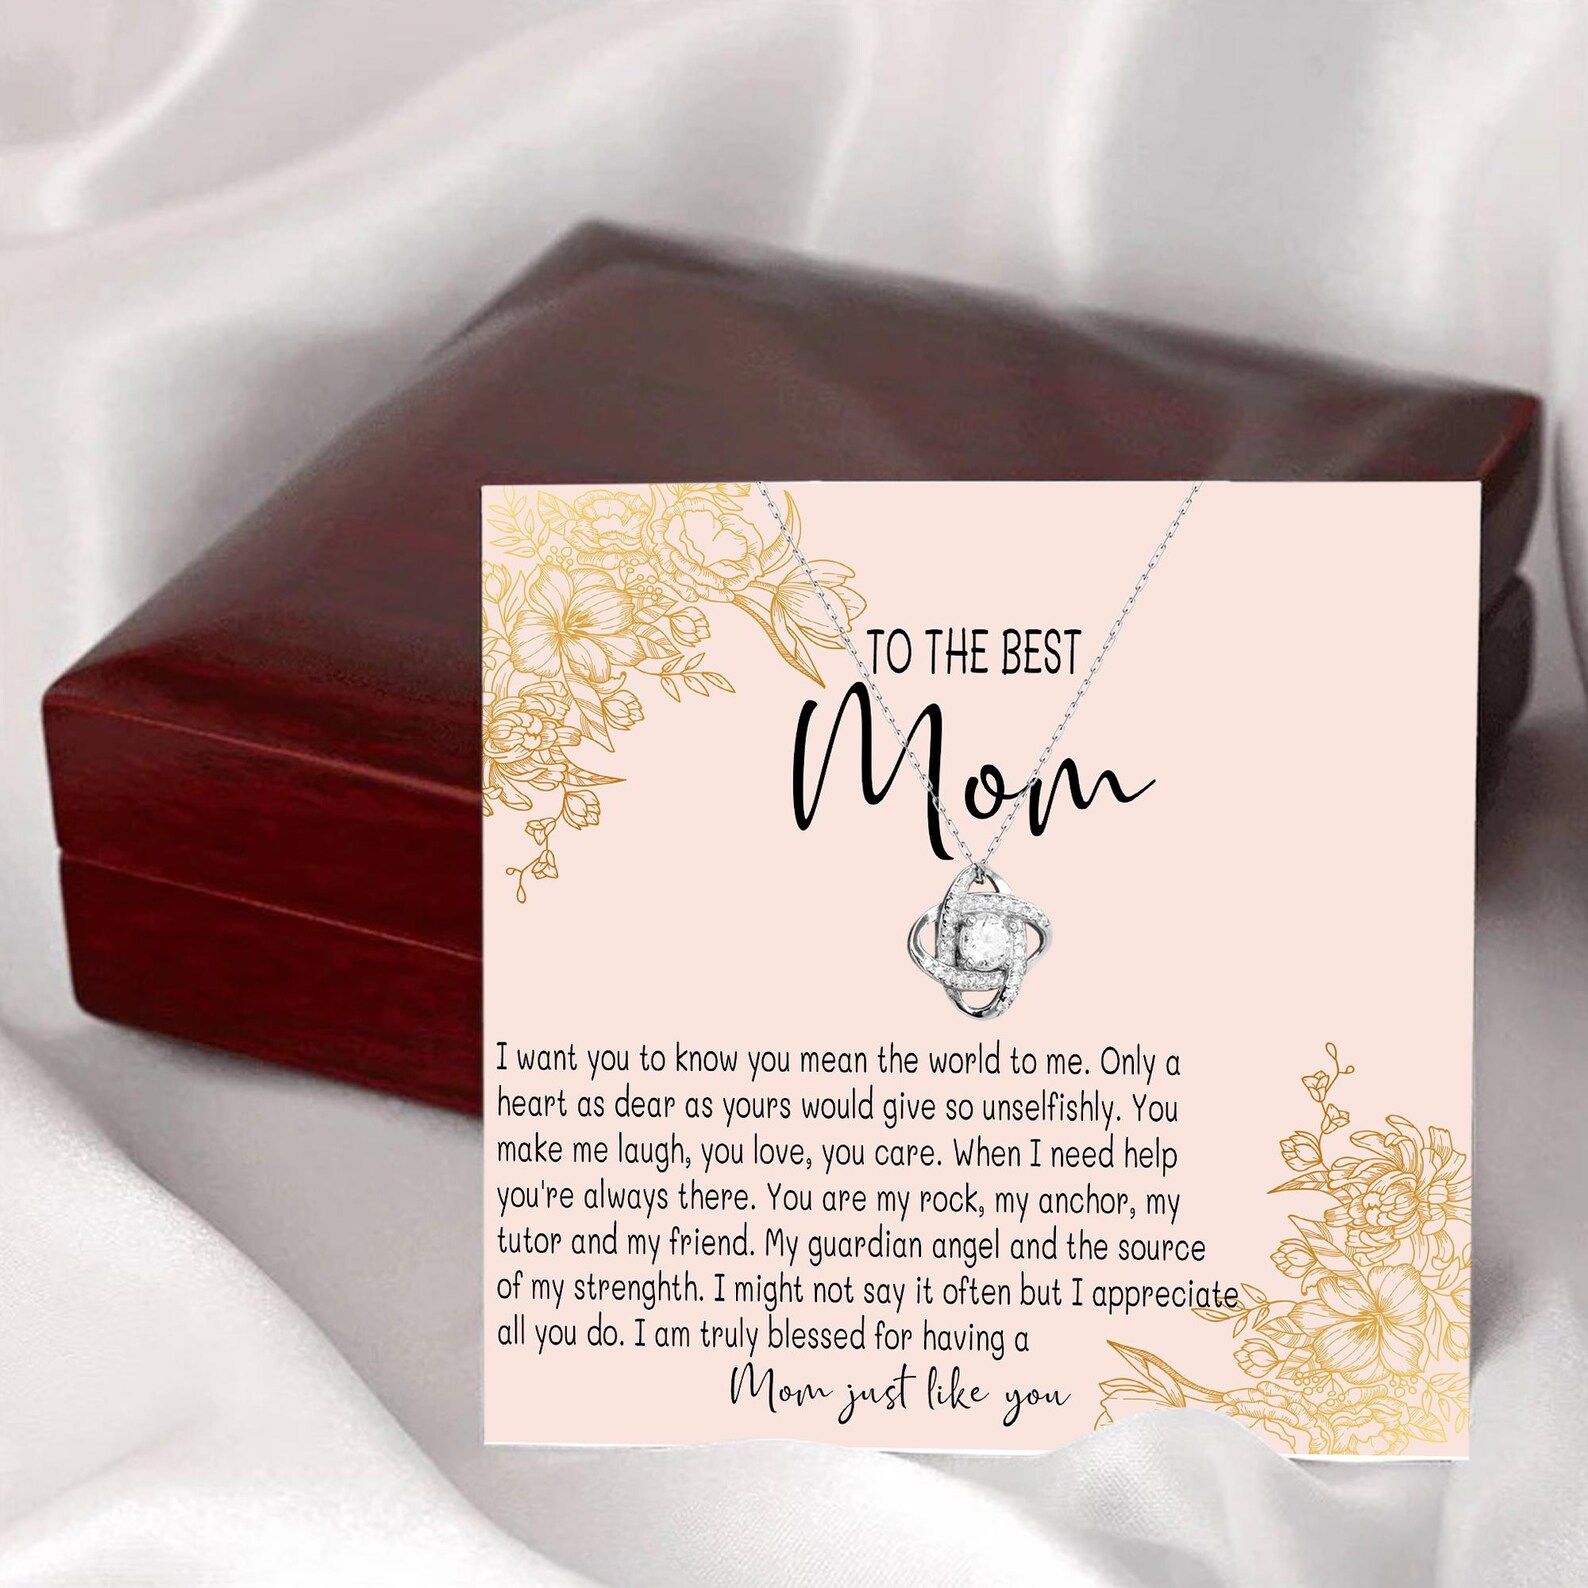 TO THE BEST
Mom
I want you to know you mean the world to me. Only a
heart as dear as yours would give so unselfishly. You
make me laugh, you love, you care. When I need help
you're always there. You are my rock, my anchor, my
tutor and my friend. My guardian angel and the source
of my strenghth. I might not say it often but I appreciate
all you do. I am truly blessed for having a
Mom just like you